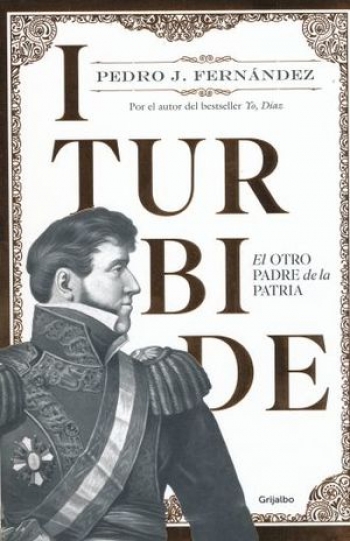 I
PEDRO J. FERNÁNDEZ
Por el autor del bestseller Yo, Díaz
TUR
BI
El OTRO
PADRE de la
PATRIA
DE
Grijalbo